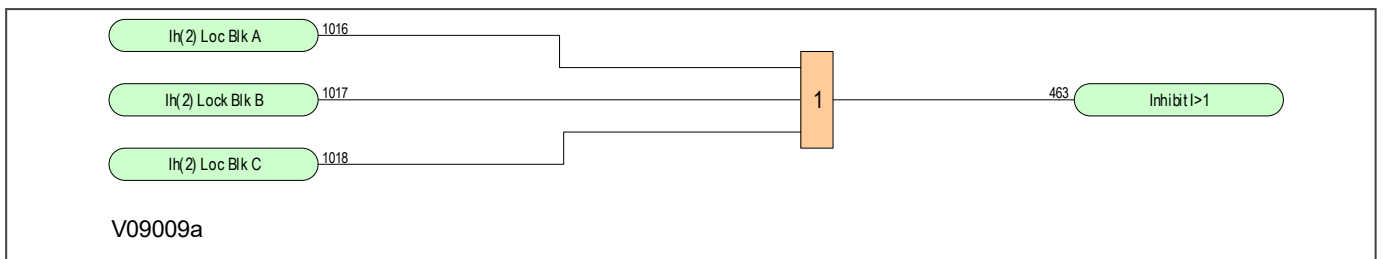 Ih(2) Loc Blk A 1016
Ih(2) Lock Blk B 1017 1 463 Inhibit I>1
Ih(2) Loc Blk C 1018
V09009a